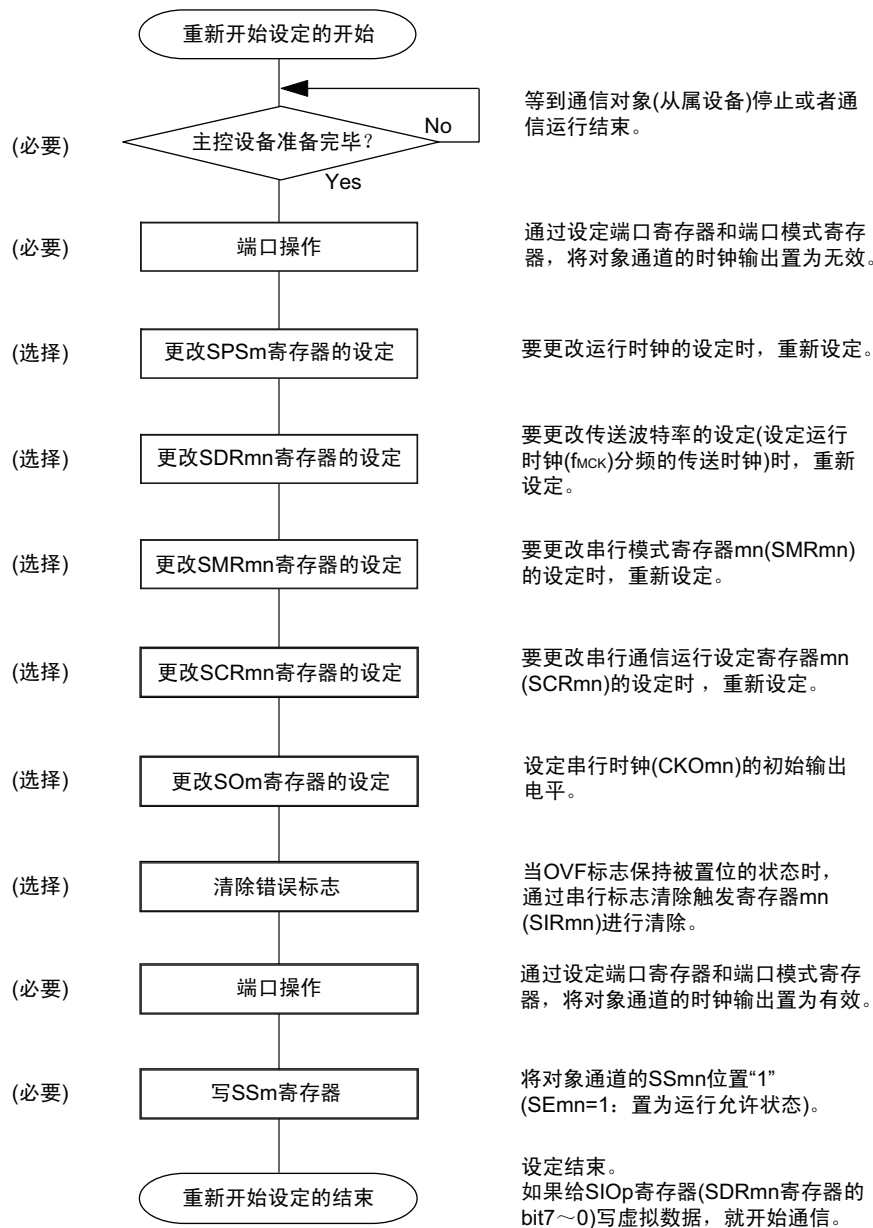 重新开始设定的开始
等到通信对象(从属设备)停止或者通
信运行结束。
(必要)
主控设备准备完毕？
No
Yes
(必要)
端口操作
通过设定端口寄存器和端口模式寄存
器，将对象通道的时钟输出置为无效。
(选择)
更改SPSm寄存器的设定
要更改运行时钟的设定时，重新设定。
(选择)
更改SDRmn寄存器的设定
要更改传送波特率的设定(设定运行
时钟(fMCK)分频的传送时钟)时，重新
设定。
(选择)
更改SMRmn寄存器的设定
要更改串行模式寄存器mn(SMRmn)
的设定时，重新设定。
(选择)
更改SCRmn寄存器的设定
要更改串行通信运行设定寄存器mn
(SCRmn)的设定时 ，重新设定。
(选择)
更改SOm寄存器的设定
设定串行时钟(CKOmn)的初始输出
电平。
(选择)
清除错误标志
当OVF标志保持被置位的状态时，
通过串行标志清除触发寄存器mn
(SIRmn)进行清除。
(必要)
端口操作
通过设定端口寄存器和端口模式寄存
器，将对象通道的时钟输出置为有效。
(必要)
写SSm寄存器
将对象通道的SSmn位置“1”
(SEmn=1：置为运行允许状态)。
重新开始设定的结束
设定结束。
如果给SIOp寄存器(SDRmn寄存器的
bit7～0)写虚拟数据，就开始通信。